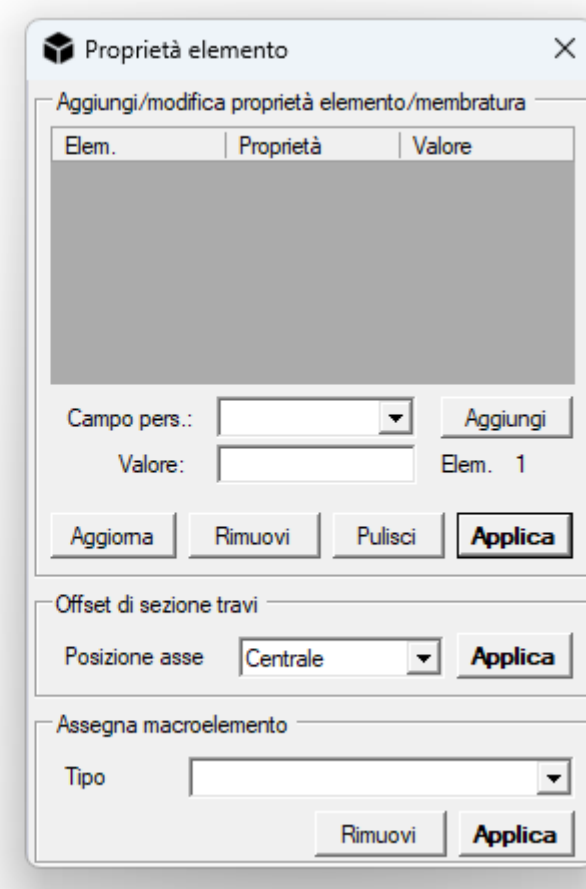 Proprietà elemento
Aggiungi/modifica proprietà elemento/membratura
Elem. Proprietà Valore
Campo pers.: Aggiungi
Valore: Elem. 1
Aggiorna Rimuovi Pulisci Applica
Offset di sezione travi
Posizione asse Centrale Applica
Assegna macroelemento
Tipo
Rimuovi Applica